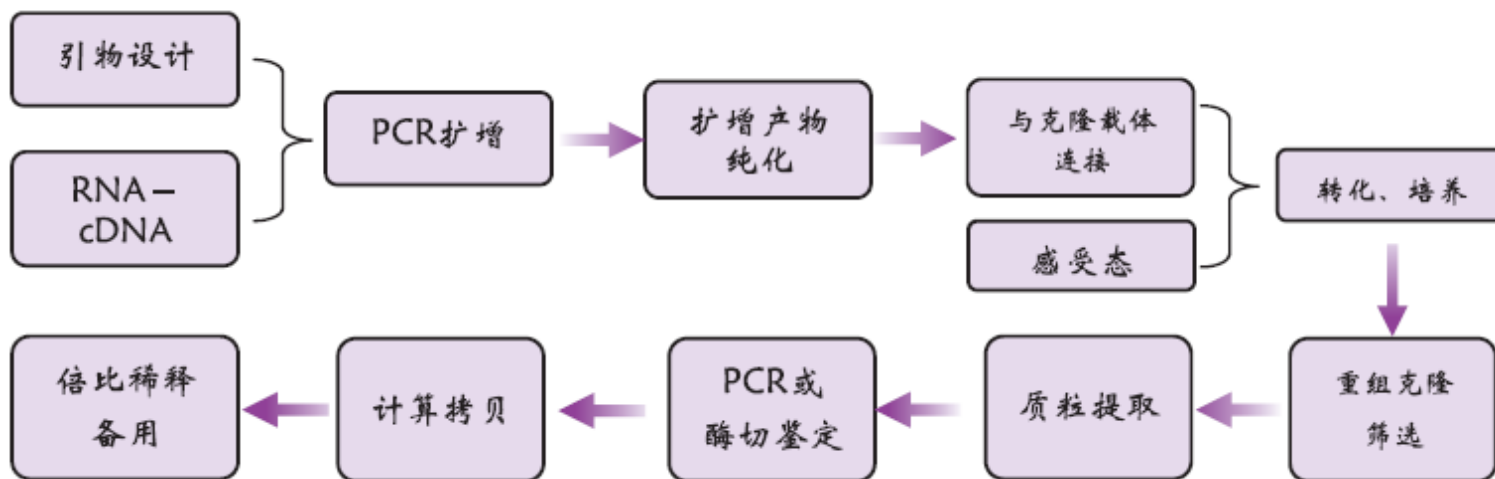 引物设计
RNA–
cDNA
PCR扩增
扩增产物
纯化
与克隆载体
连接
感受态
转化、培养
重组克隆
筛选
质粒提取
PCR或
酶切鉴定
计算拷贝
倍比稀释
备用